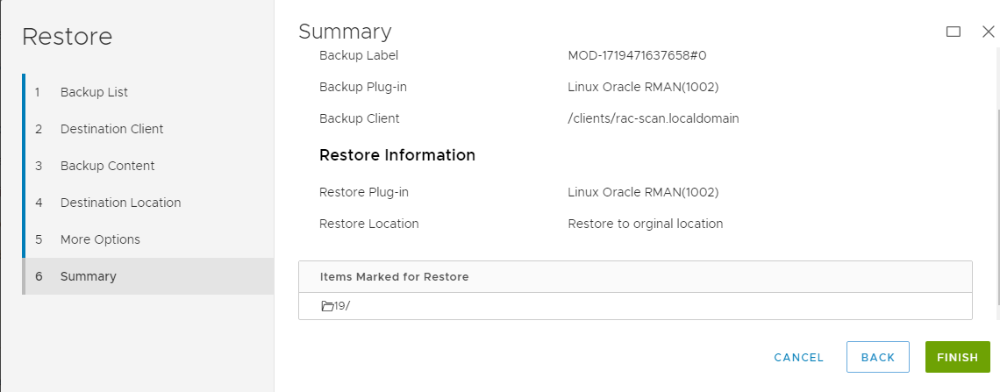 Restore
1 Backup List
2 Destination Client
3 Backup Content
4 Destination Location
5 More Options
6 Summary
Summary
Backup Label MOD-1719471637658#0
Backup Plug-in Linux Oracle RMAN(1002)
Backup Client /clients/rac-scan.localdomain
Restore Information
Restore Plug-in Linux Oracle RMAN(1002)
Restore Location Restore to orginal location
Items Marked for Restore
19/
CANCEL BACK FINISH